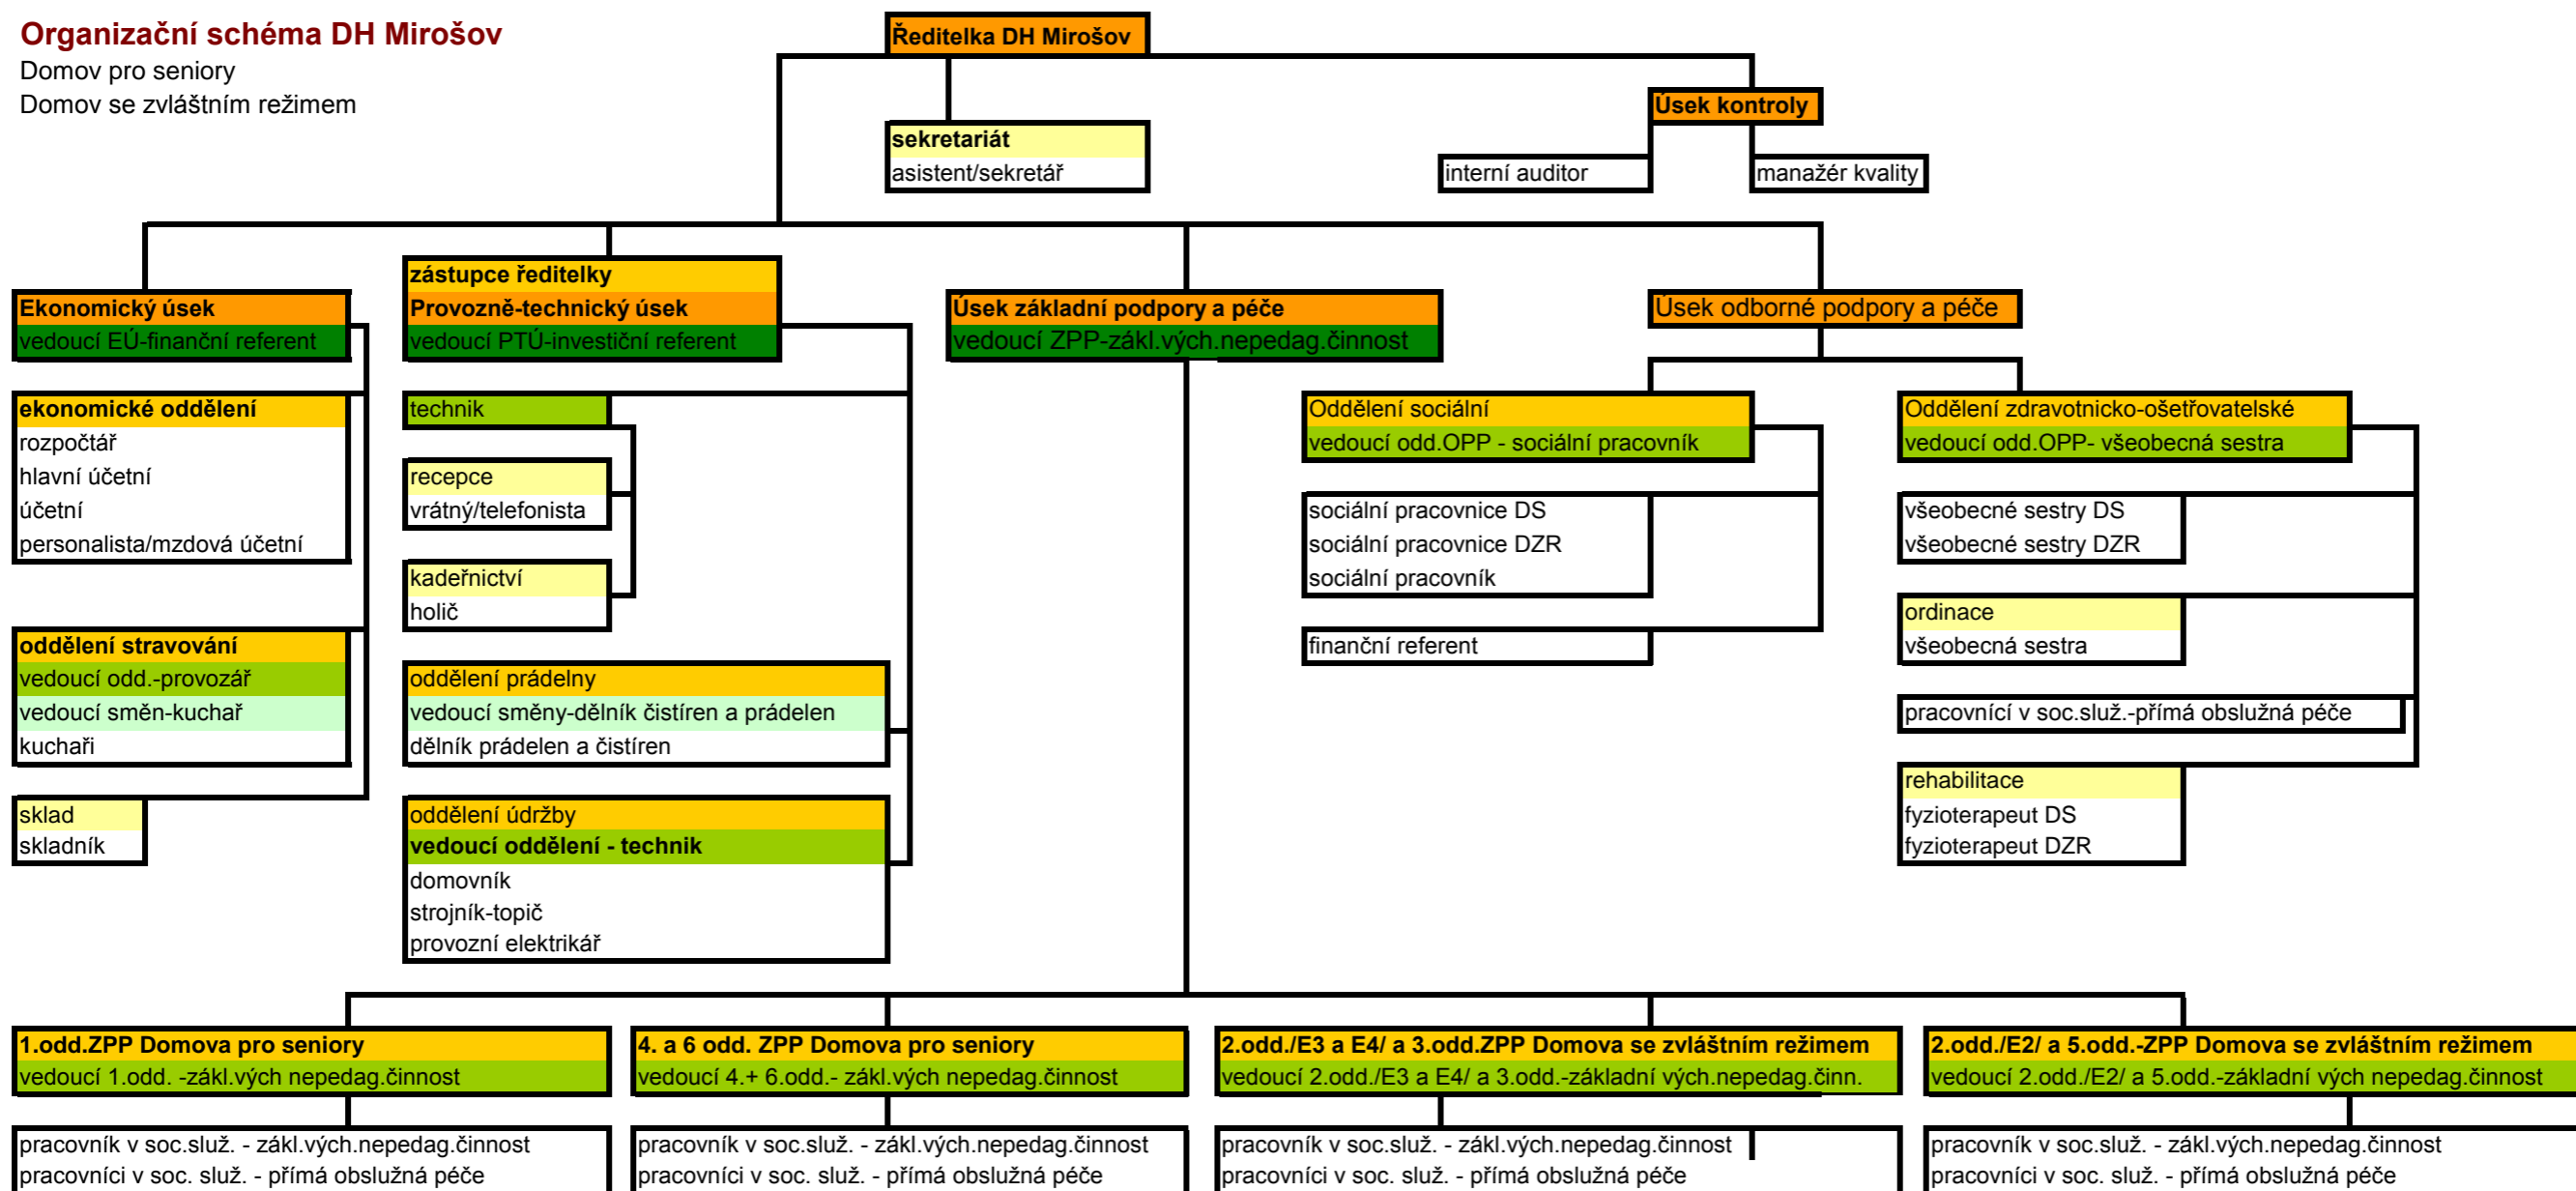 Organizační schéma DH Mirošov
Domov pro seniory
Domov se zvláštním režimem
Ředitelka DH Mirošov
Úsek kontroly
sekretariát
asistent/sekretář
interní auditor
manažér kvality
Ekonomický úsek
vedoucí EÚ-finanční referent
zástupce ředitelky
Provozně-technický úsek
vedoucí PTÚ-investiční referent
Úsek základní podpory a péče
vedoucí ZPP-zákl.vých.nepedag.činnost
Úsek odborné podpory a péče
ekonomické oddělení
rozpočtář
hlavní účetní
účetní
personalista/mzdová účetní
oddělení stravování
vedoucí odd.-provozář
vedoucí směn-kuchař
kuchaři
sklad
skladník
technik
recepce
vrátný/telefonista
kadeřnictví
holič
oddělení prádelny
vedoucí směny-dělník čistíren a prádelen
dělník prádelen a čistíren
oddělení údržby
vedoucí oddělení - technik
domovník
strojník-topič
provozní elektrikář
Oddělení sociální
vedoucí odd.OPP - sociální pracovník
sociální pracovnice DS
sociální pracovnice DZR
sociální pracovník
finanční referent
Oddělení zdravotnicko-ošetřovatelské
vedoucí odd.OPP- všeobecná sestra
všeobecné sestry DS
všeobecné sestry DZR
ordinace
všeobecná sestra
pracovnící v soc.služ.-přímá obslužná péče
rehabilitace
fyzioterapeut DS
fyzioterapeut DZR
1.odd.ZPP Domova pro seniory
vedoucí 1.odd. -zákl.vých nepedag.činnost
pracovník v soc.služ. - zákl.vých.nepedag.činnost
pracovníci v soc. služ. - přímá obslužná péče
4. a 6 odd. ZPP Domova pro seniory
vedoucí 4.+ 6.odd.- zákl.vých nepedag.činnost
pracovník v soc.služ. - zákl.vých.nepedag.činnost
pracovníci v soc. služ. - přímá obslužná péče
2.odd./E3 a E4/ a 3.odd.ZPP Domova se zvláštním režimem
vedoucí 2.odd./E3 a E4/ a 3.odd.-základní vých.nepedag.činn.
pracovník v soc.služ. - zákl.vých.nepedag.činnost
pracovníci v soc. služ. - přímá obslužná péče
2.odd./E2/ a 5.odd.-ZPP Domova se zvláštním režimem
vedoucí 2.odd./E2/ a 5.odd.-základní vých nepedag.činnost
pracovník v soc.služ. - zákl.vých.nepedag.činnost
pracovníci v soc. služ. - přímá obslužná péče